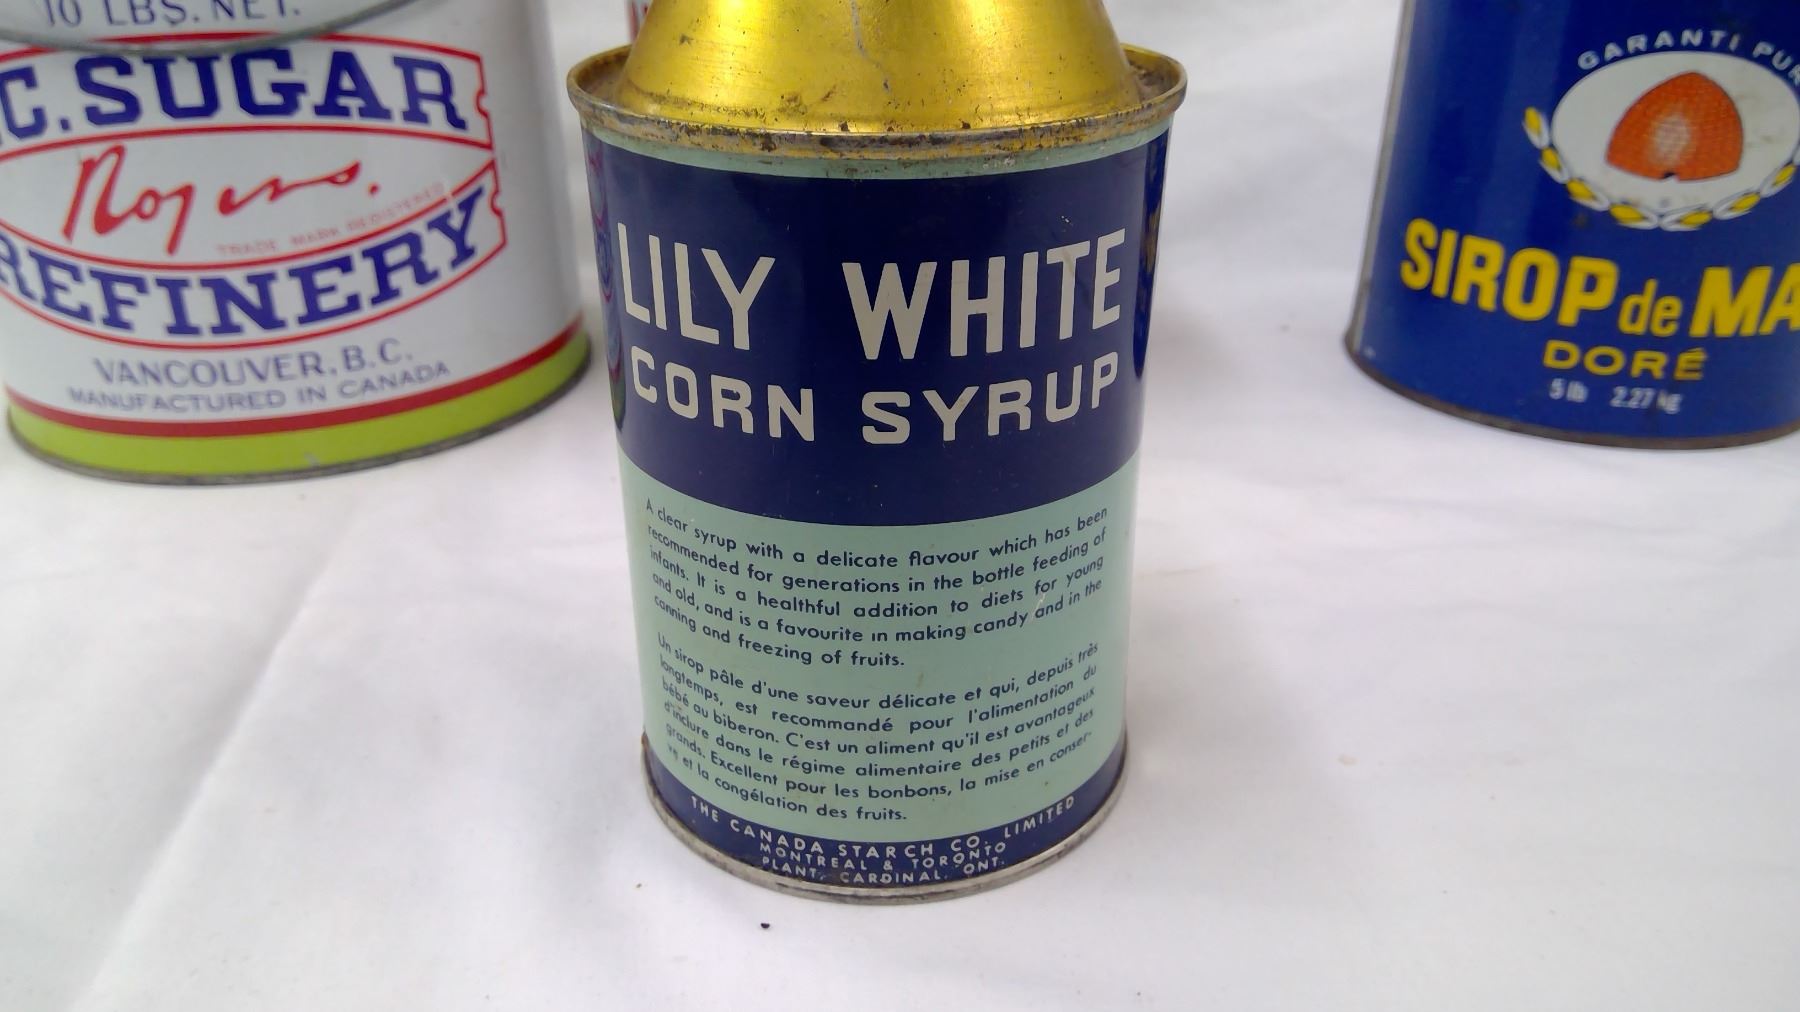 10 LBS. NET.
C. SUGAR
Rogers.
TRADE MARK REGISTERED
REFINERY
VANCOUVER, B.C.
MANUFACTURED IN CANADA
LILY WHITE
CORN SYRUP
A clear syrup with a delicate flavour which has been
recommended for generations in the bottle feeding of
infants. It is a healthful addition to diets for young
and old, and is a favourite in making candy and in the
canning and freezing of fruits.
Un sirop pâle d'une saveur délicate et qui, depuis très
longtemps, est recommandé pour l'alimentation du
bébé au biberon. C'est un aliment qu'il est avantageux
d'inclure dans le régime alimentaire des petits et des
grands. Excellent pour les bonbons, la mise en conser-
ve et la congélation des fruits.
THE CANADA STARCH CO. LIMITED
MONTREAL & TORONTO
PLANT, CARDINAL, ONT.
GARANTI PUR
SIROP de MA
DORÉ
5 lb 2.27 kg